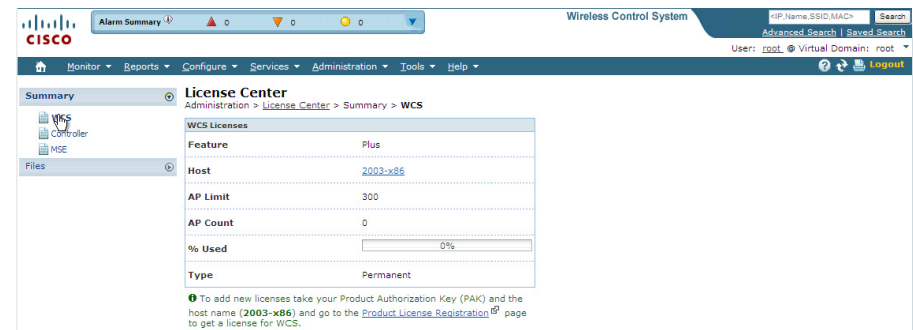 Alarm Summary 0 0 0 Wireless Control System <IP,Name,SSID,MAC> Search
CISCO Advanced Search | Saved Search
User: root @ Virtual Domain: root
Monitor Reports Configure Services Administration Tools Help Logout
Summary
WCS
Controller
MSE
Files
License Center
Administration > License Center > Summary > WCS
WCS Licenses
Feature Plus
Host 2003-x86
AP Limit 300
AP Count 0
% Used 0%
Type Permanent
To add new licenses take your Product Authorization Key (PAK) and the
host name (2003-x86) and go to the Product License Registration page
to get a license for WCS.